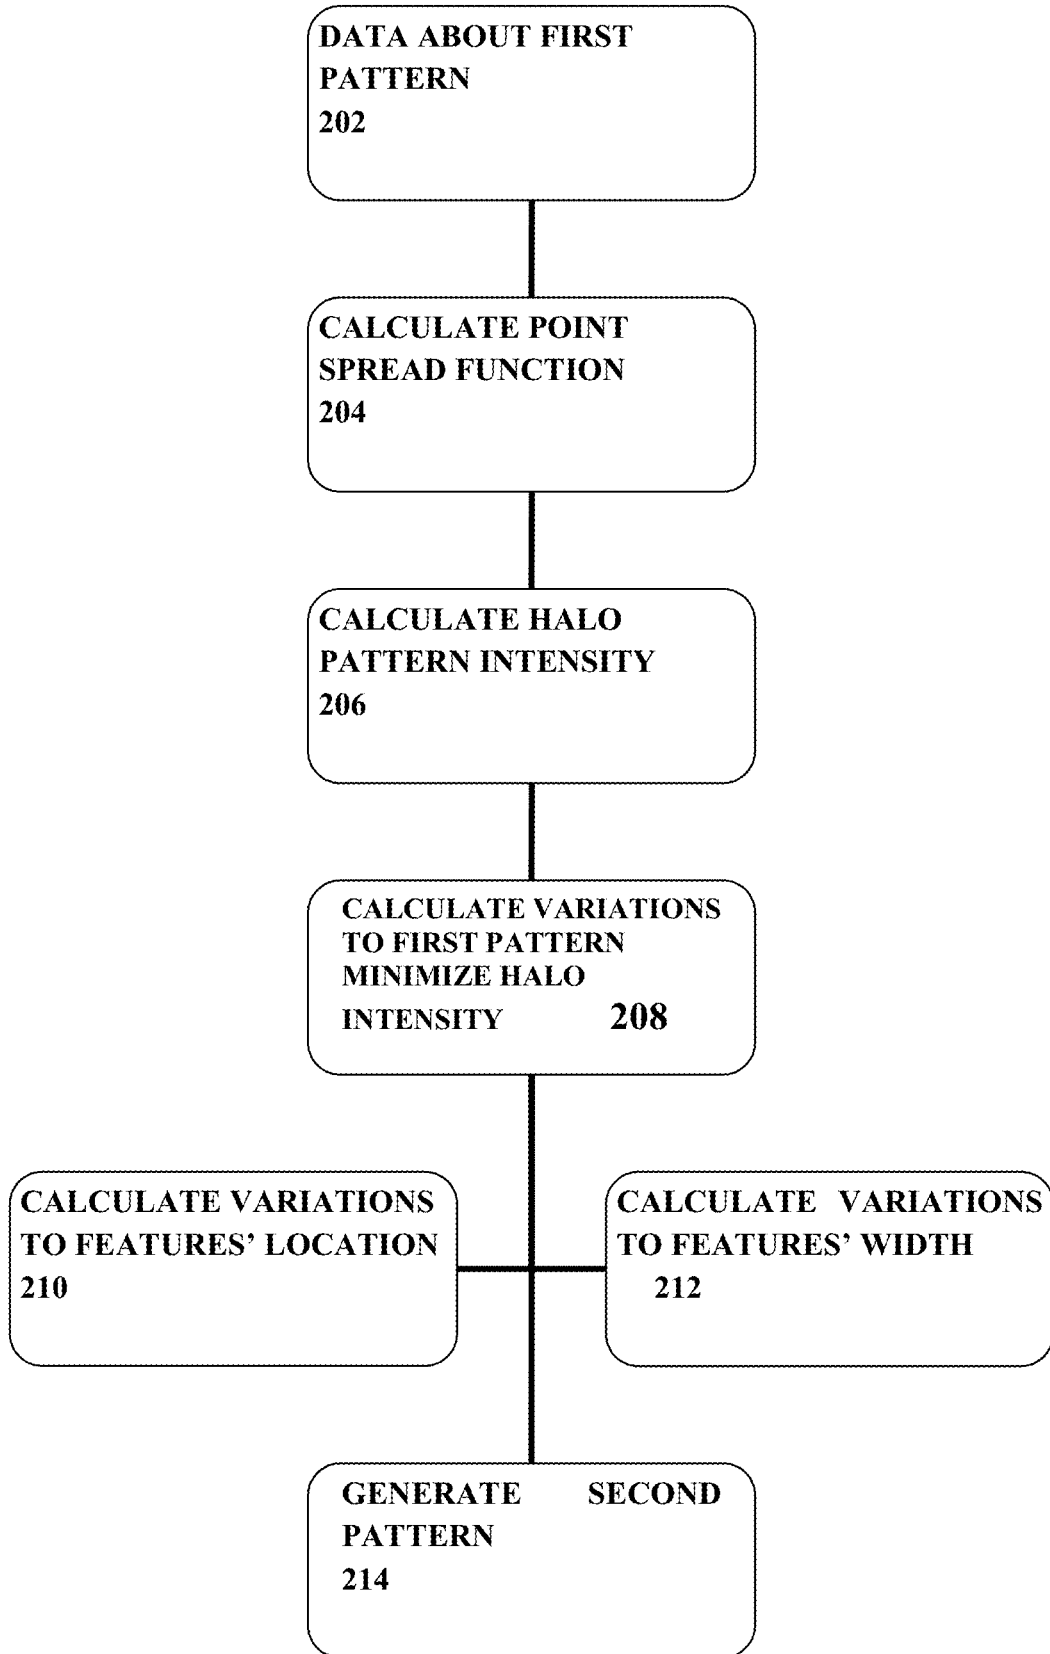 DATA ABOUT FIRST
PATTERN
202
CALCULATE POINT
SPREAD FUNCTION
204
CALCULATE HALO
PATTERN INTENSITY
206
CALCULATE VARIATIONS
TO FIRST PATTERN
MINIMIZE HALO
INTENSITY 208
CALCULATE VARIATIONS
TO FEATURES’ LOCATION
210
CALCULATE VARIATIONS
TO FEATURES’ WIDTH
212
GENERATE SECOND
PATTERN
214